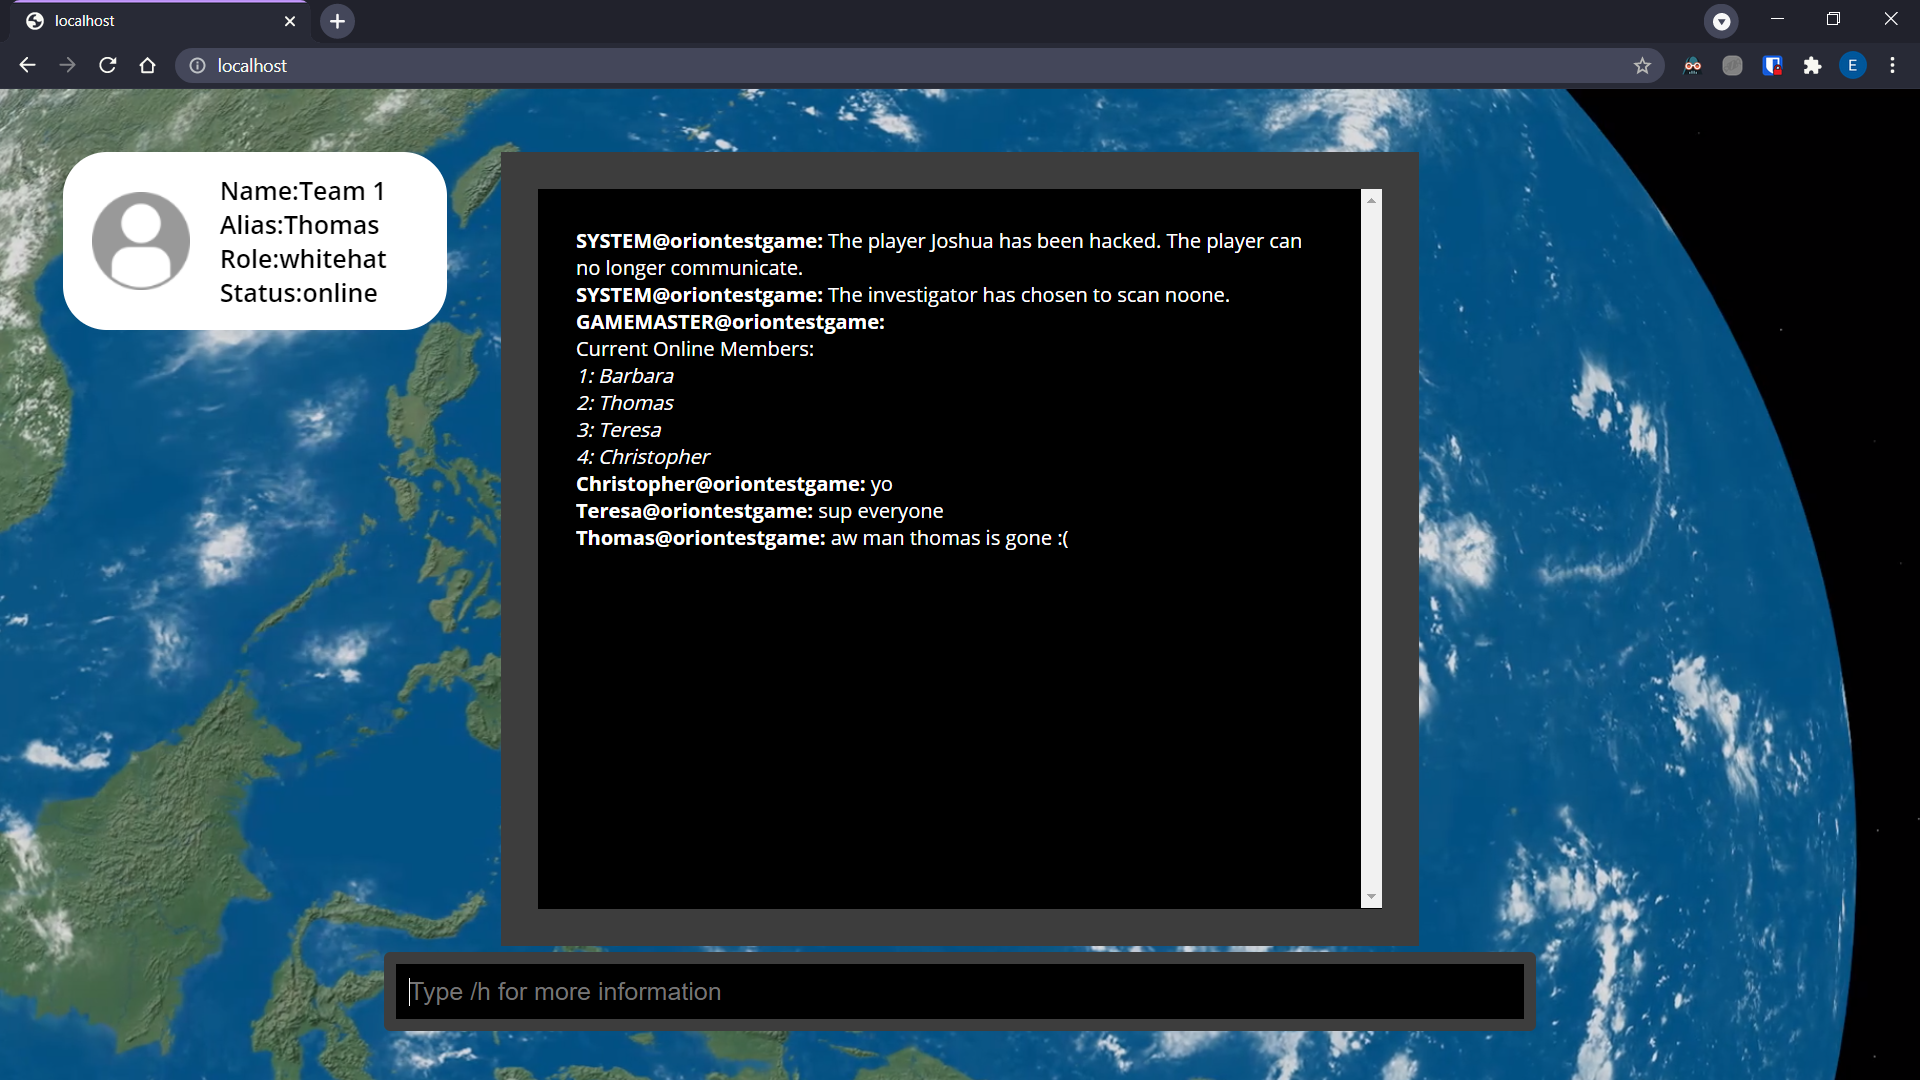 localhost
localhost
E
Name:Team 1
Alias:Thomas
Role:whitehat
Status:online
SYSTEM@oriontestgame: The player Joshua has been hacked. The player can
no longer communicate.
SYSTEM@oriontestgame: The investigator has chosen to scan noone.
GAMEMASTER@oriontestgame:
Current Online Members:
1: Barbara
2: Thomas
3: Teresa
4: Christopher
Christopher@oriontestgame: yo
Teresa@oriontestgame: sup everyone
Thomas@oriontestgame: aw man thomas is gone :(
Type /h for more information